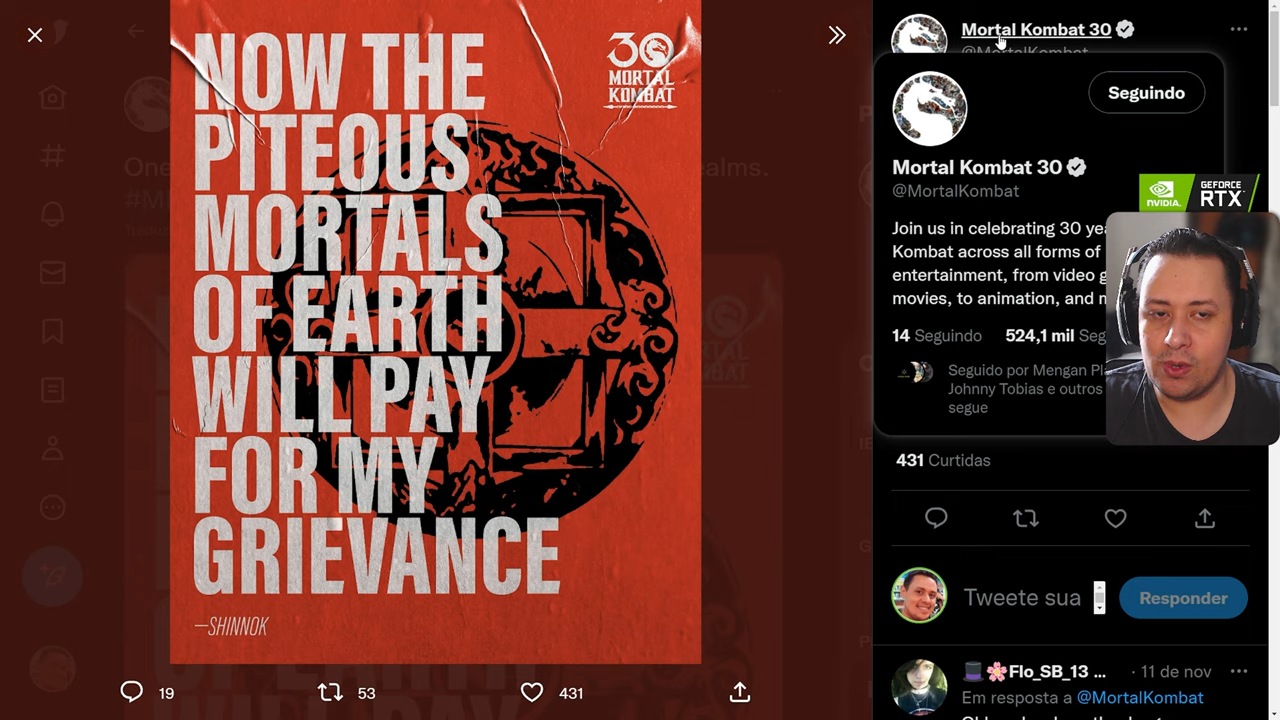 NOW THE
PITEOUS
MORTALS
OF EARTH
WILL PAY
FOR MY
GRIEVANCE
—SHINNOK
30
MORTAL
KOMBAT
19
53
431
Mortal Kombat 30
@MortalKombat
Seguindo
Mortal Kombat 30
@MortalKombat
Join us in celebrating 30 yea
Kombat across all forms of
entertainment, from video g
movies, to animation, and m
14 Seguindo 524,1 mil Seg
Seguido por Mengan Pla
Johnny Tobias e outros
segue
NVIDIA.
GEFORCE
RTX
431 Curtidas
Tweete sua
Responder
Flo_SB_13 ... · 11 de nov
Em resposta a @MortalKombat